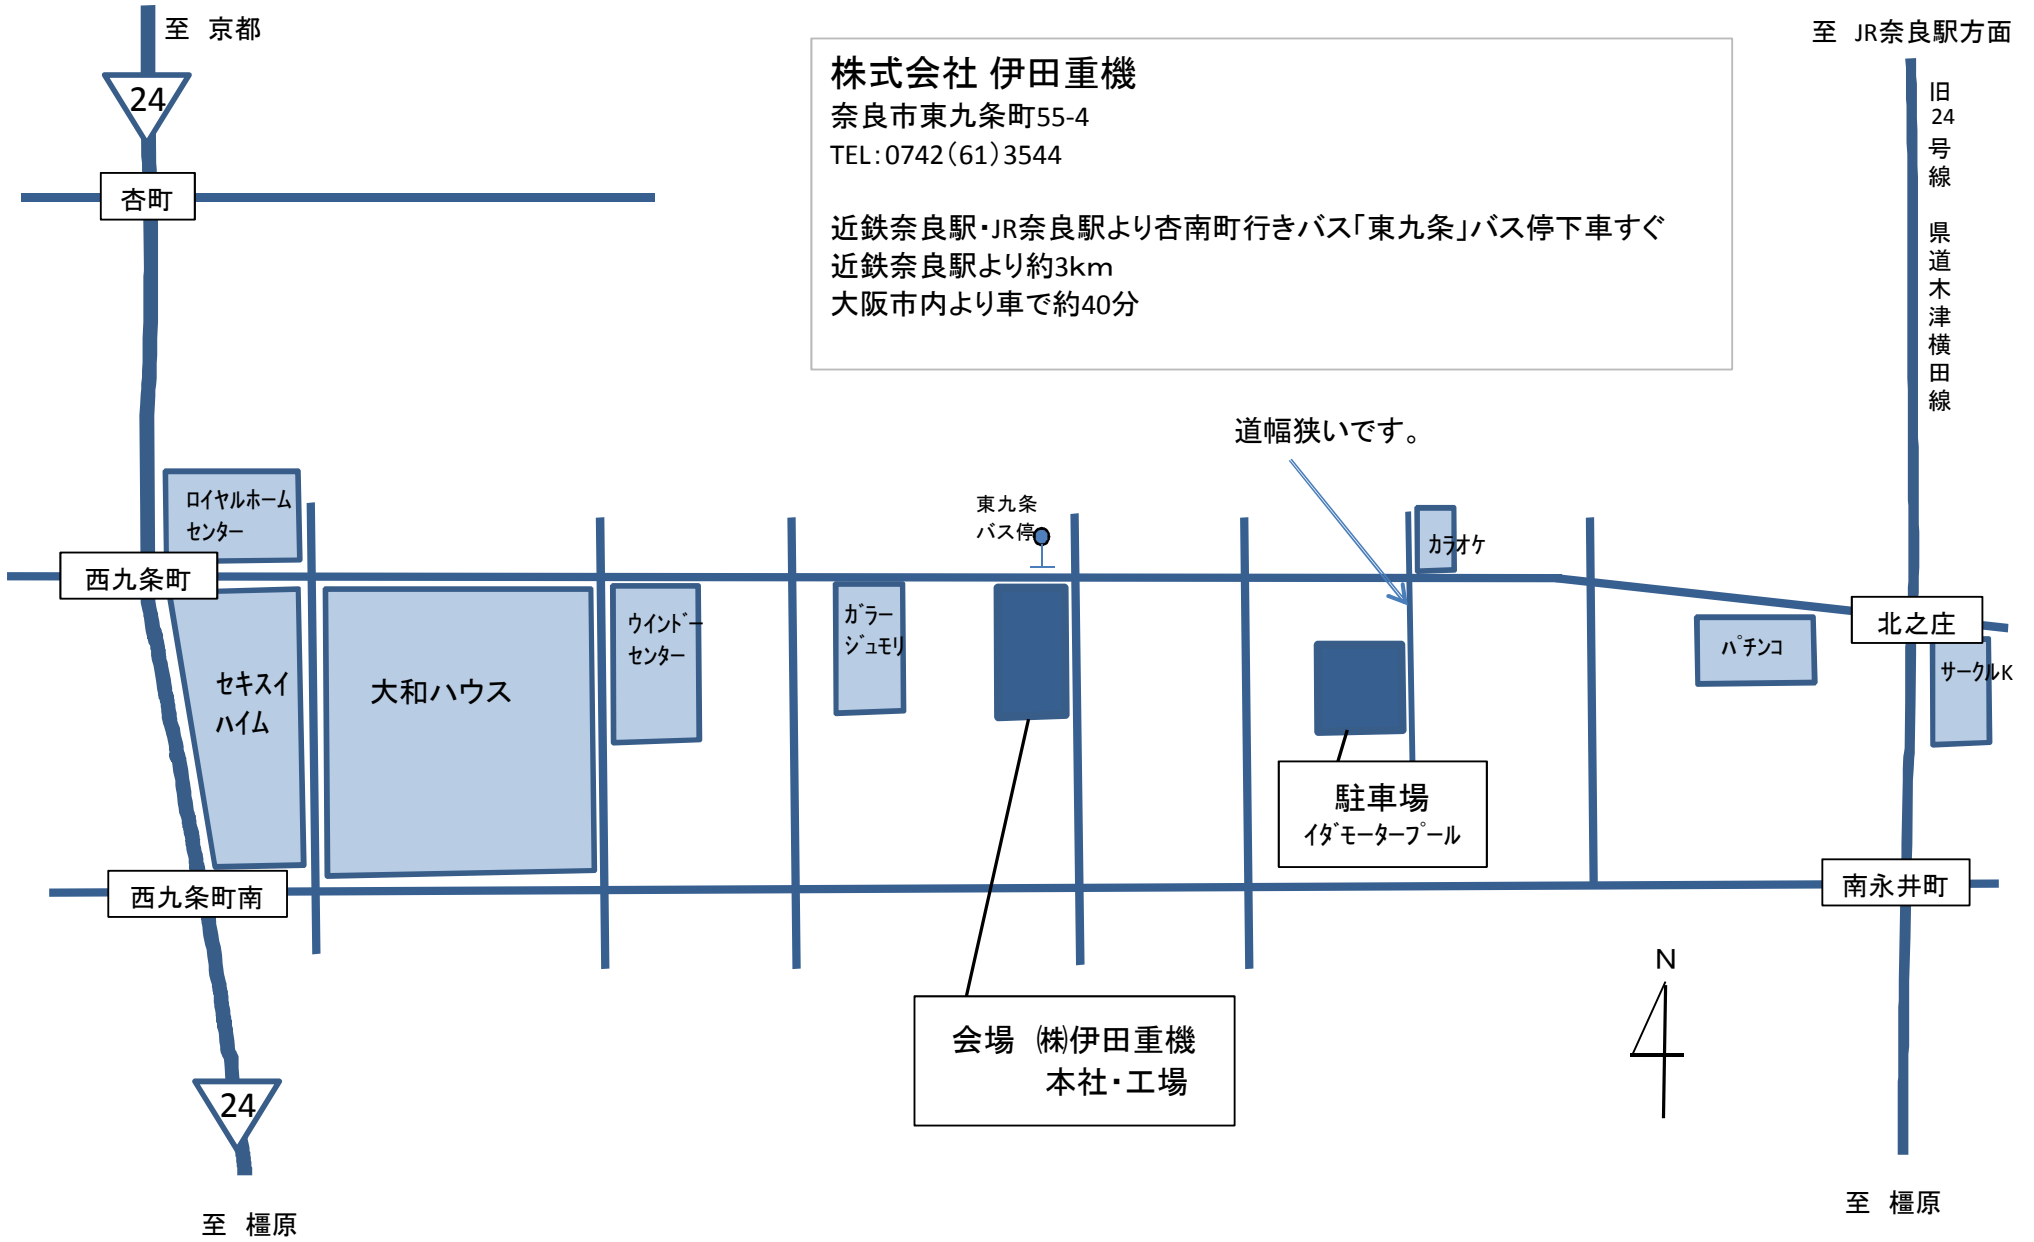 至 京都
24
杏町
株式会社 伊田重機
奈良市東九条町55-4
TEL:0742(61)3544
近鉄奈良駅・JR奈良駅より杏南町行きバス「東九条」バス停下車すぐ
近鉄奈良駅より約3km
大阪市内より車で約40分
至 JR奈良駅方面
旧24号線 県道木津横田線
道幅狭いです。
ロイヤルホーム
センター
東九条
バス停
カラオケ
西九条町
北之庄
セキスイ
ハイム
大和ハウス
ウインドー
センター
ガラー
ジュモリ
パチンコ
サークルK
駐車場
イダモータープール
西九条町南
南永井町
N
会場 ㈱伊田重機
本社・工場
24
至 橿原
至 橿原